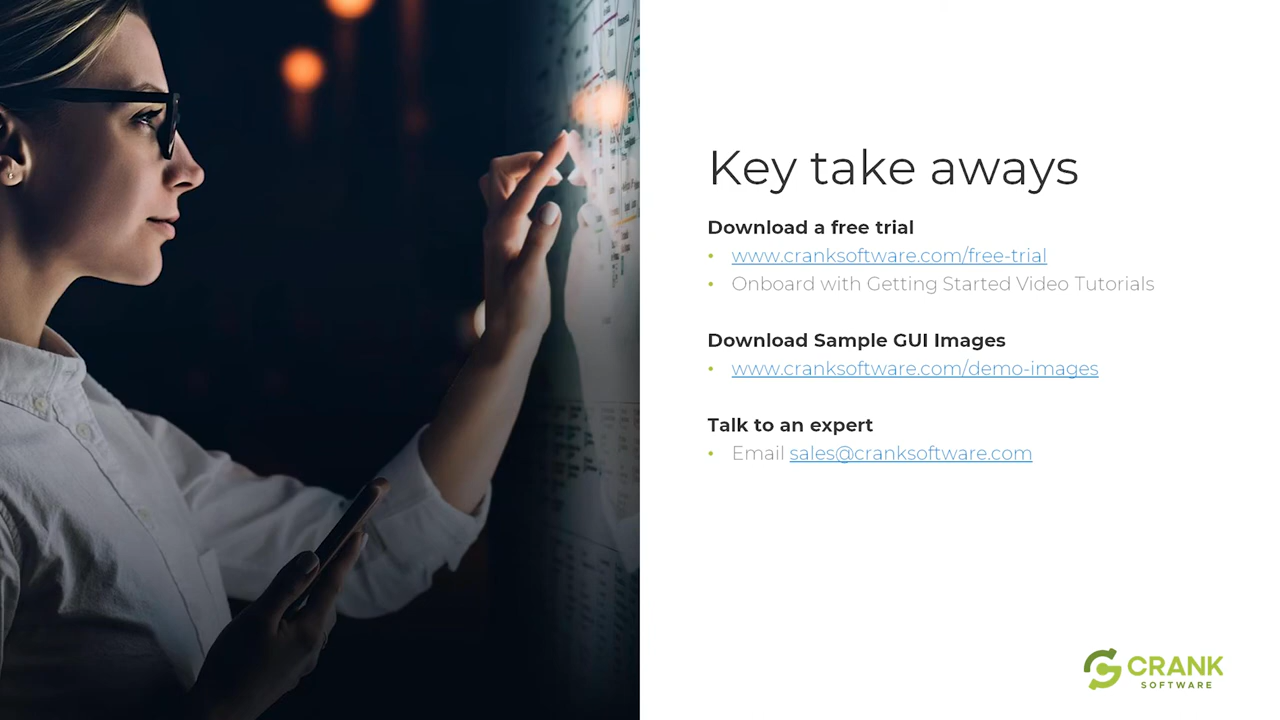 Key take aways
Download a free trial
• www.cranksoftware.com/free-trial
• Onboard with Getting Started Video Tutorials
Download Sample GUI Images
• www.cranksoftware.com/demo-images
Talk to an expert
• Email sales@cranksoftware.com
CRANK
SOFTWARE